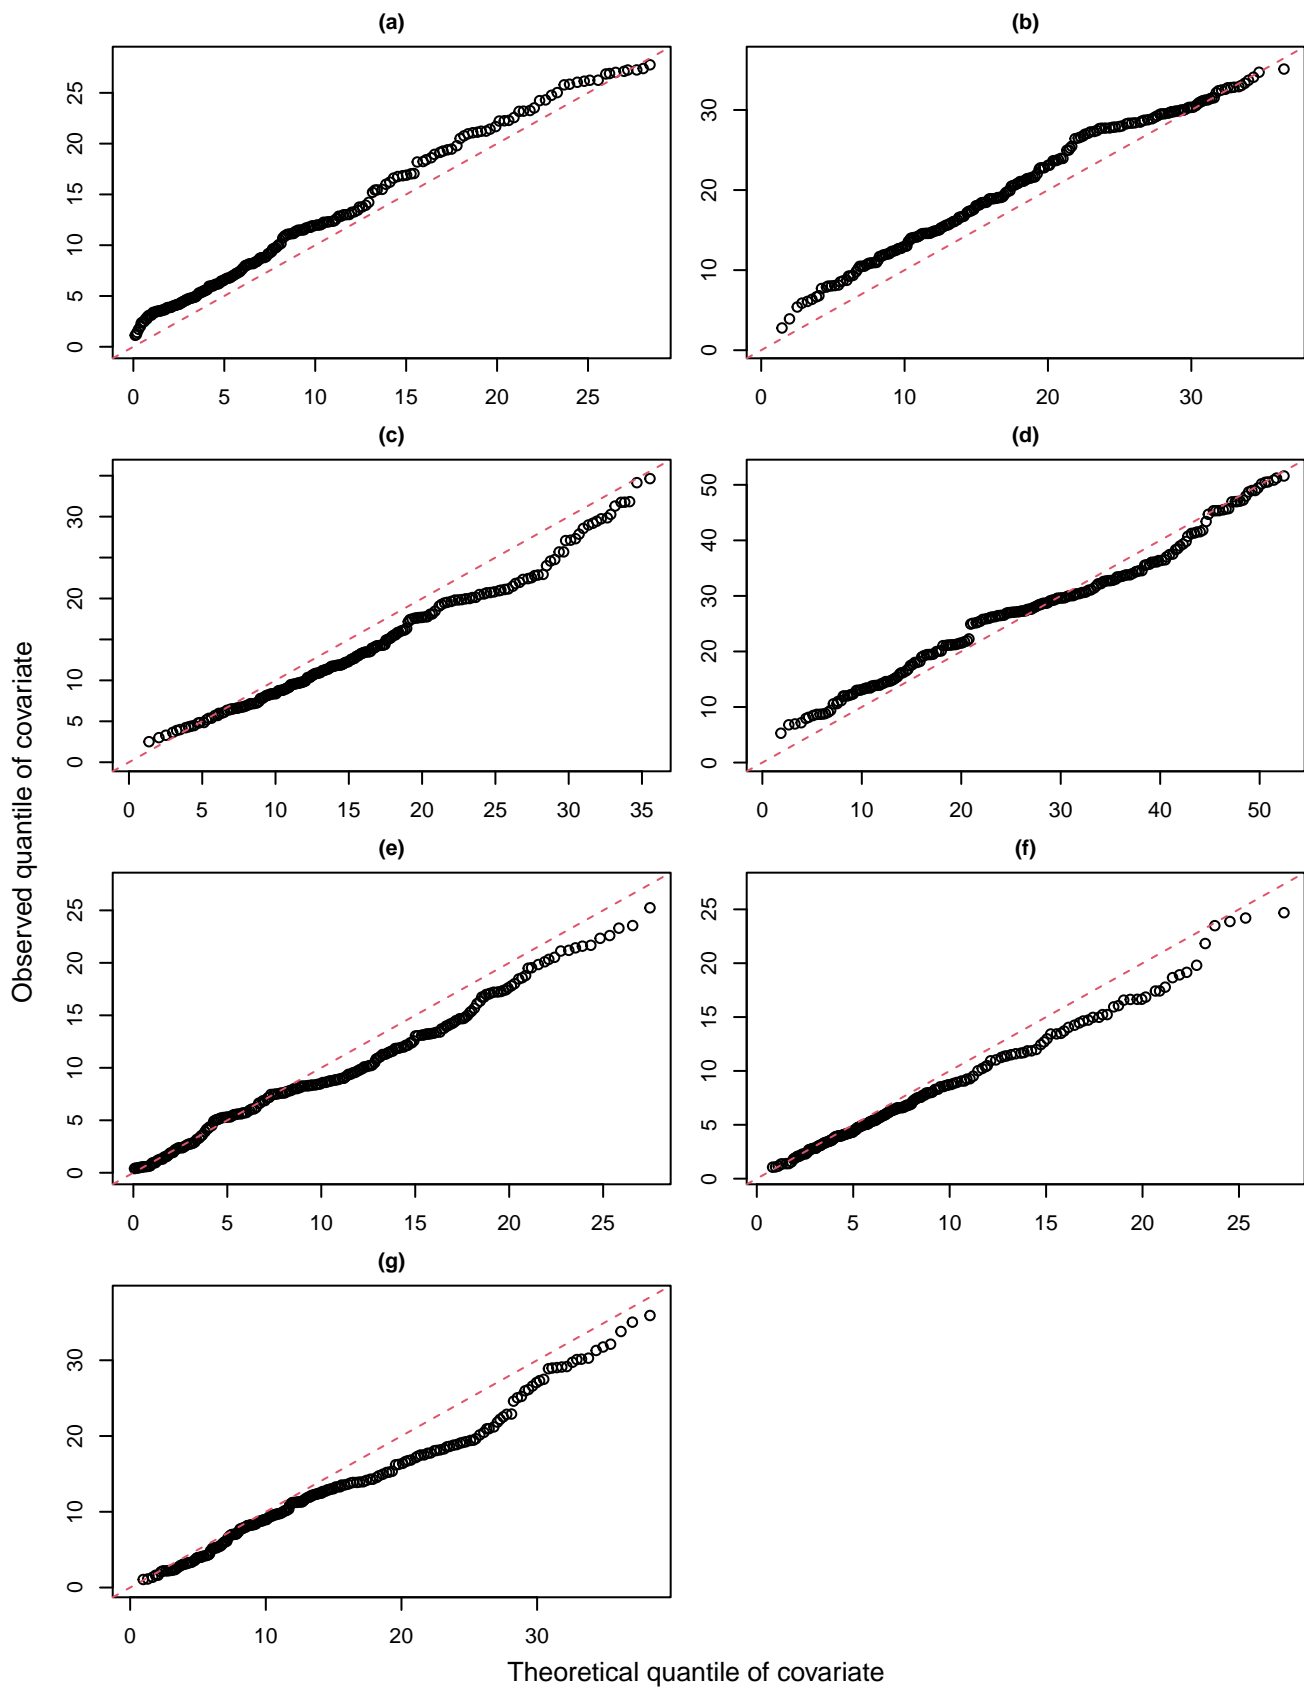 (a)
0 5 10 15 20 25
0 5 10 15 20 25
(b)
0 10 20 30
0 10 20 30
(c)
0 5 10 20 30
0 5 10 15 20 25 30 35
(d)
0 10 20 30 40 50
0 10 20 30 40 50
(e)
0 5 10 15 20 25
0 5 10 15 20 25
(f)
0 5 10 15 20 25
0 5 10 15 20 25
(g)
0 10 20 30
0 10 20 30
Observed quantile of covariate
Theoretical quantile of covariate